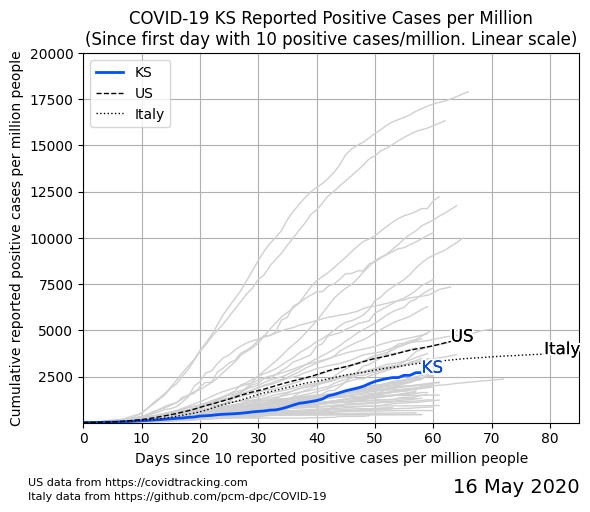 COVID-19 KS Reported Positive Cases per Million
(Since first day with 10 positive cases/million. Linear scale)
Cumulative reported positive cases per million people
20000
17500
15000
12500
10000
7500
5000
2500
KS
US
Italy
US
Italy
KS
0 10 20 30 40 50 60 70 80
Days since 10 reported positive cases per million people
US data from https://covidtracking.com
Italy data from https://github.com/pcm-dpc/COVID-19
16 May 2020